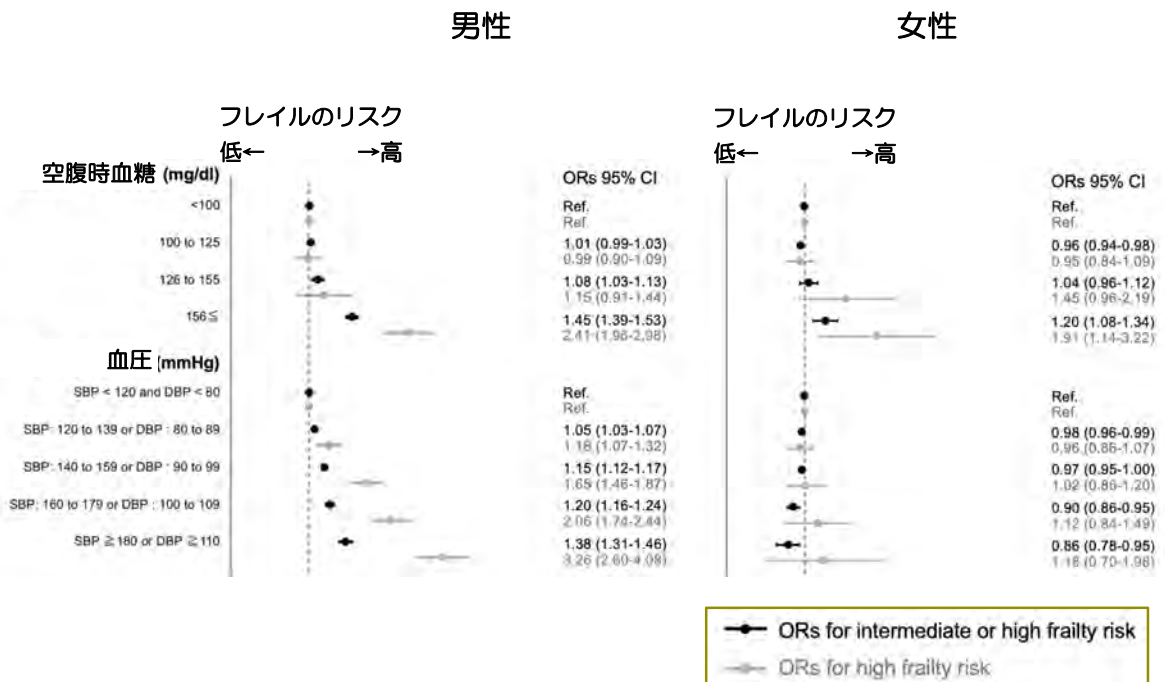 男性
女性
フレイルのリスク
低← →高
フレイルのリスク
低← →高
空腹時血糖 (mg/dl)
ORs 95% CI
ORs 95% CI
<100
Ref.
Ref.
Ref.
Ref.
100 to 125
1.01 (0.99-1.03)
0.99 (0.90-1.09)
0.96 (0.94-0.98)
0.95 (0.84-1.09)
126 to 155
1.08 (1.03-1.13)
1.15 (0.91-1.44)
1.04 (0.96-1.12)
1.45 (0.96-2.19)
156≦
1.45 (1.39-1.53)
2.41 (1.96-2.98)
1.20 (1.08-1.34)
1.91 (1.14-3.22)
血圧 (mmHg)
SBP < 120 and DBP < 80
Ref.
Ref.
Ref.
Ref.
SBP: 120 to 139 or DBP : 80 to 89
1.05 (1.03-1.07)
1.18 (1.07-1.32)
0.98 (0.96-0.99)
0.96 (0.86-1.07)
SBP: 140 to 159 or DBP : 90 to 99
1.15 (1.12-1.17)
1.65 (1.46-1.87)
0.97 (0.95-1.00)
1.02 (0.86-1.20)
SBP: 160 to 179 or DBP : 100 to 109
1.20 (1.16-1.24)
2.06 (1.74-2.44)
0.90 (0.86-0.95)
1.12 (0.84-1.49)
SBP ≧180 or DBP ≧110
1.38 (1.31-1.46)
3.26 (2.60-4.08)
0.86 (0.78-0.95)
1.18 (0.70-1.98)
ORs for intermediate or high frailty risk
ORs for high frailty risk